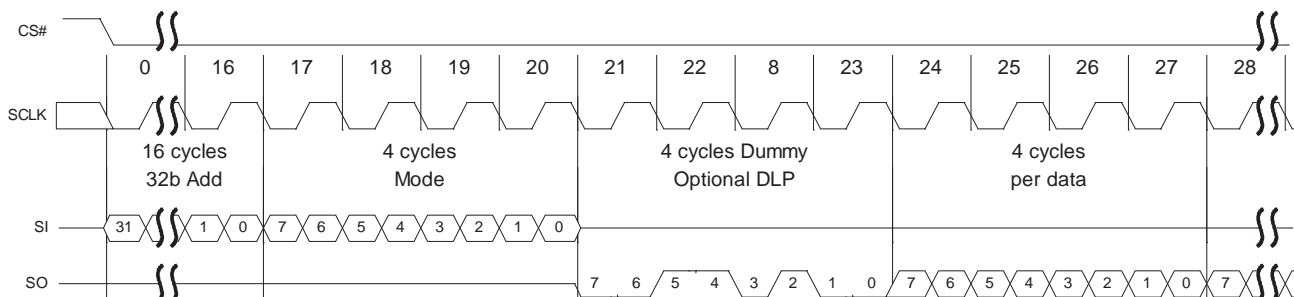 CS#
0 16 17 18 19 20 21 22 8 23 24 25 26 27 28
SCLK
16 cycles 4 cycles 4 cycles Dummy 4 cycles
32b Add Mode Optional DLP per data
SI 31 1 0 7 6 5 4 3 2 1 0
SO 7 6 5 4 3 2 1 0 7 6 5 4 3 2 1 0 7